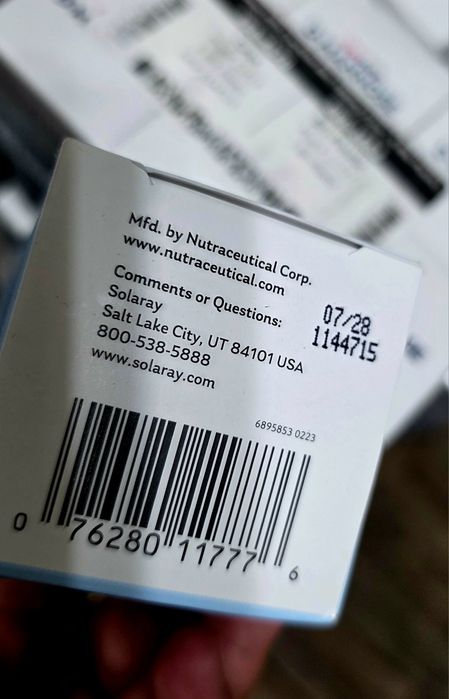 Mfd. by Nutraceutical Corp.
www.nutraceutical.com
Comments or Questions:
Solaray
Salt Lake City, UT 84101 USA
800-538-5888
www.solaray.com
07/28
1144715
6895853 0223
0 76280 11777 6